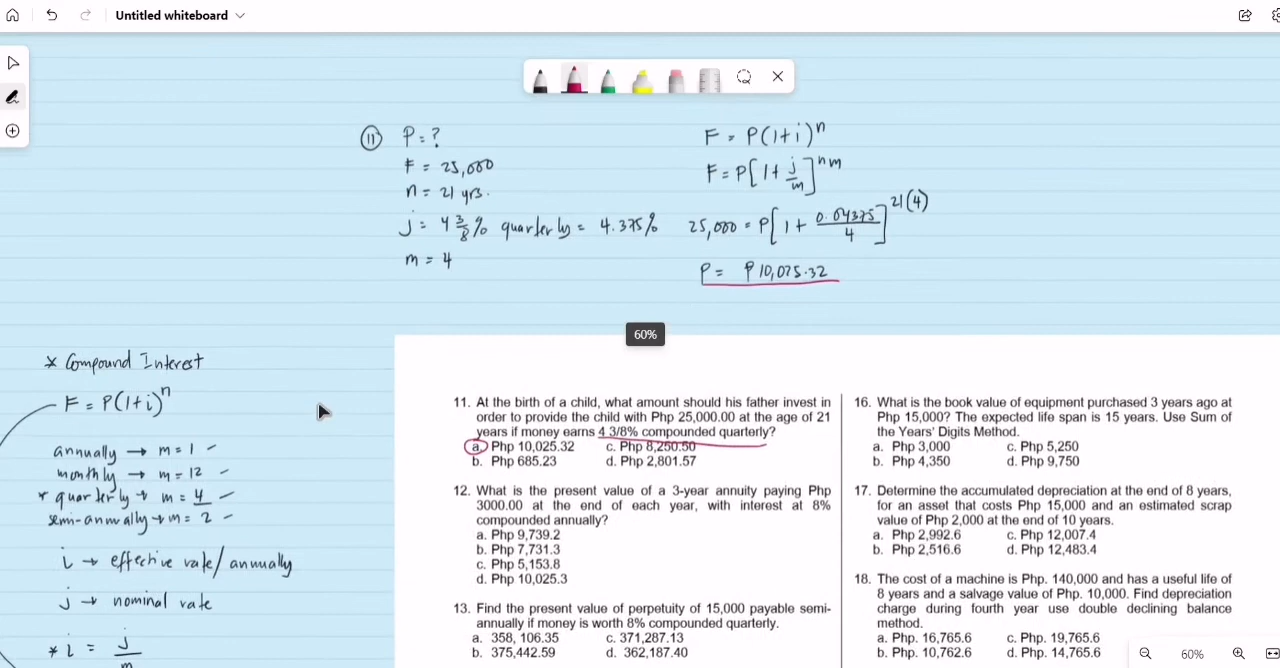 Untitled whiteboard
⑪ P = ?
F = 25,000
n = 21 yrs.
j = 4 3/8% quarterly = 4.375%
m = 4
F = P(1+i)^n
F = P[1+ j/m]^nm
25,000 = P[1 + 0.04375/4]^21(4)
P = ₱10,025.32
60%
* Compound Interest
F = P(1+i)^n
annually → m = 1
monthly → m = 12
* quarterly → m = 4
semi-annually → m = 2
i → effective rate/annually
j → nominal rate
* i = j/m
11. At the birth of a child, what amount should his father invest in
order to provide the child with Php 25,000.00 at the age of 21
years if money earns 4 3/8% compounded quarterly?
a. Php 10,025.32 c. Php 8,250.50
b. Php 685.23 d. Php 2,801.57
12. What is the present value of a 3-year annuity paying Php
3000.00 at the end of each year, with interest at 8%
compounded annually?
a. Php 9,739.2
b. Php 7,731.3
c. Php 5,153.8
d. Php 10,025.3
13. Find the present value of perpetuity of 15,000 payable semi-
annually if money is worth 8% compounded quarterly.
a. 358, 106.35 c. 371,287.13
b. 375,442.59 d. 362,187.40
16. What is the book value of equipment purchased 3 years ago at
Php 15,000? The expected life span is 15 years. Use Sum of
the Years' Digits Method.
a. Php 3,000 c. Php 5,250
b. Php 4,350 d. Php 9,750
17. Determine the accumulated depreciation at the end of 8 years,
for an asset that costs Php 15,000 and an estimated scrap
value of Php 2,000 at the end of 10 years.
a. Php 2,992.6 c. Php 12,007.4
b. Php 2,516.6 d. Php 12,483.4
18. The cost of a machine is Php. 140,000 and has a useful life of
8 years and a salvage value of Php. 10,000. Find depreciation
charge during fourth year use double declining balance
method.
a. Php. 16,765.6 c. Php. 19,765.6
b. Php. 10,762.6 d. Php. 14,765.6
60%